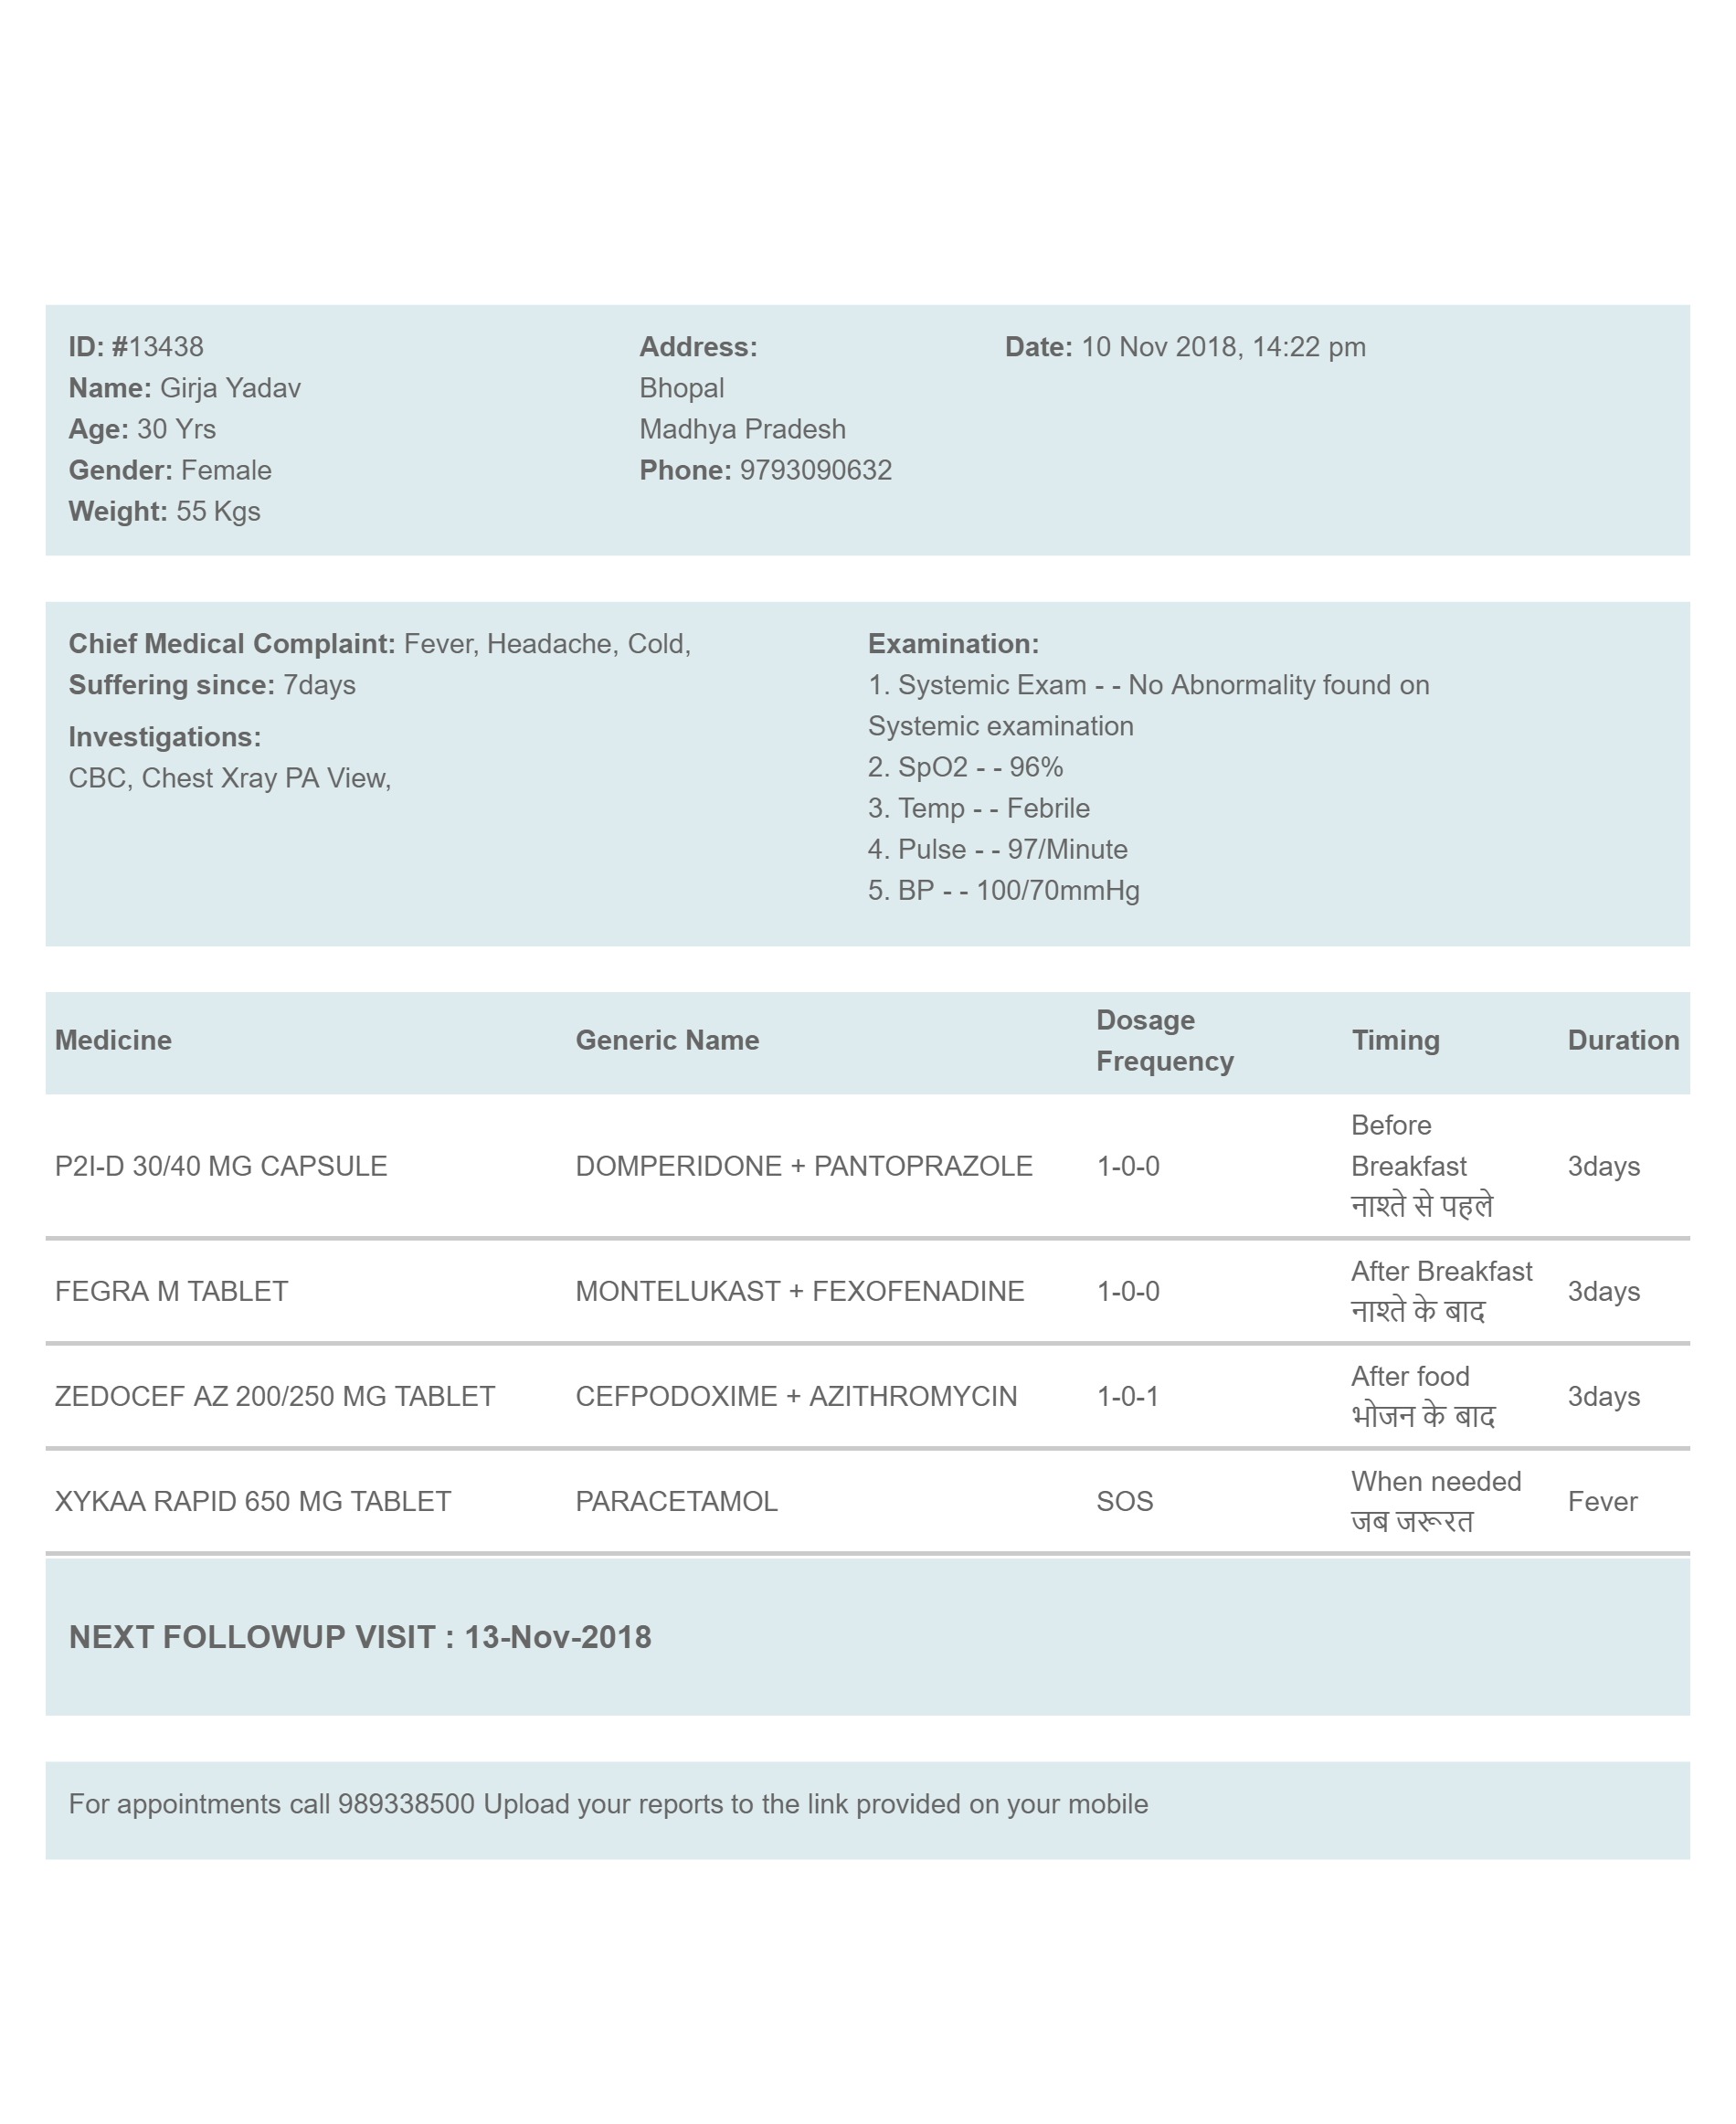 ID: #13438
Name: Girja Yadav
Age: 30 Yrs
Gender: Female
Weight: 55 Kgs
Address:
Bhopal
Madhya Pradesh
Phone: 9793090632
Date: 10 Nov 2018, 14:22 pm
Chief Medical Complaint: Fever, Headache, Cold,
Suffering since: 7days
Investigations:
CBC, Chest Xray PA View,
Examination:
1. Systemic Exam - - No Abnormality found on
Systemic examination
2. SpO2 - - 96%
3. Temp - - Febrile
4. Pulse - - 97/Minute
5. BP - - 100/70mmHg
Medicine
Generic Name
Dosage
Frequency
Timing
Duration
P2I-D 30/40 MG CAPSULE
DOMPERIDONE + PANTOPRAZOLE
1-0-0
Before
Breakfast
नाश्ते से पहले
3days
FEGRA M TABLET
MONTELUKAST + FEXOFENADINE
1-0-0
After Breakfast
नाश्ते के बाद
3days
ZEDOCEF AZ 200/250 MG TABLET
CEFPODOXIME + AZITHROMYCIN
1-0-1
After food
भोजन के बाद
3days
XYKAA RAPID 650 MG TABLET
PARACETAMOL
SOS
When needed
जब जरूरत
Fever
NEXT FOLLOWUP VISIT : 13-Nov-2018
For appointments call 989338500 Upload your reports to the link provided on your mobile